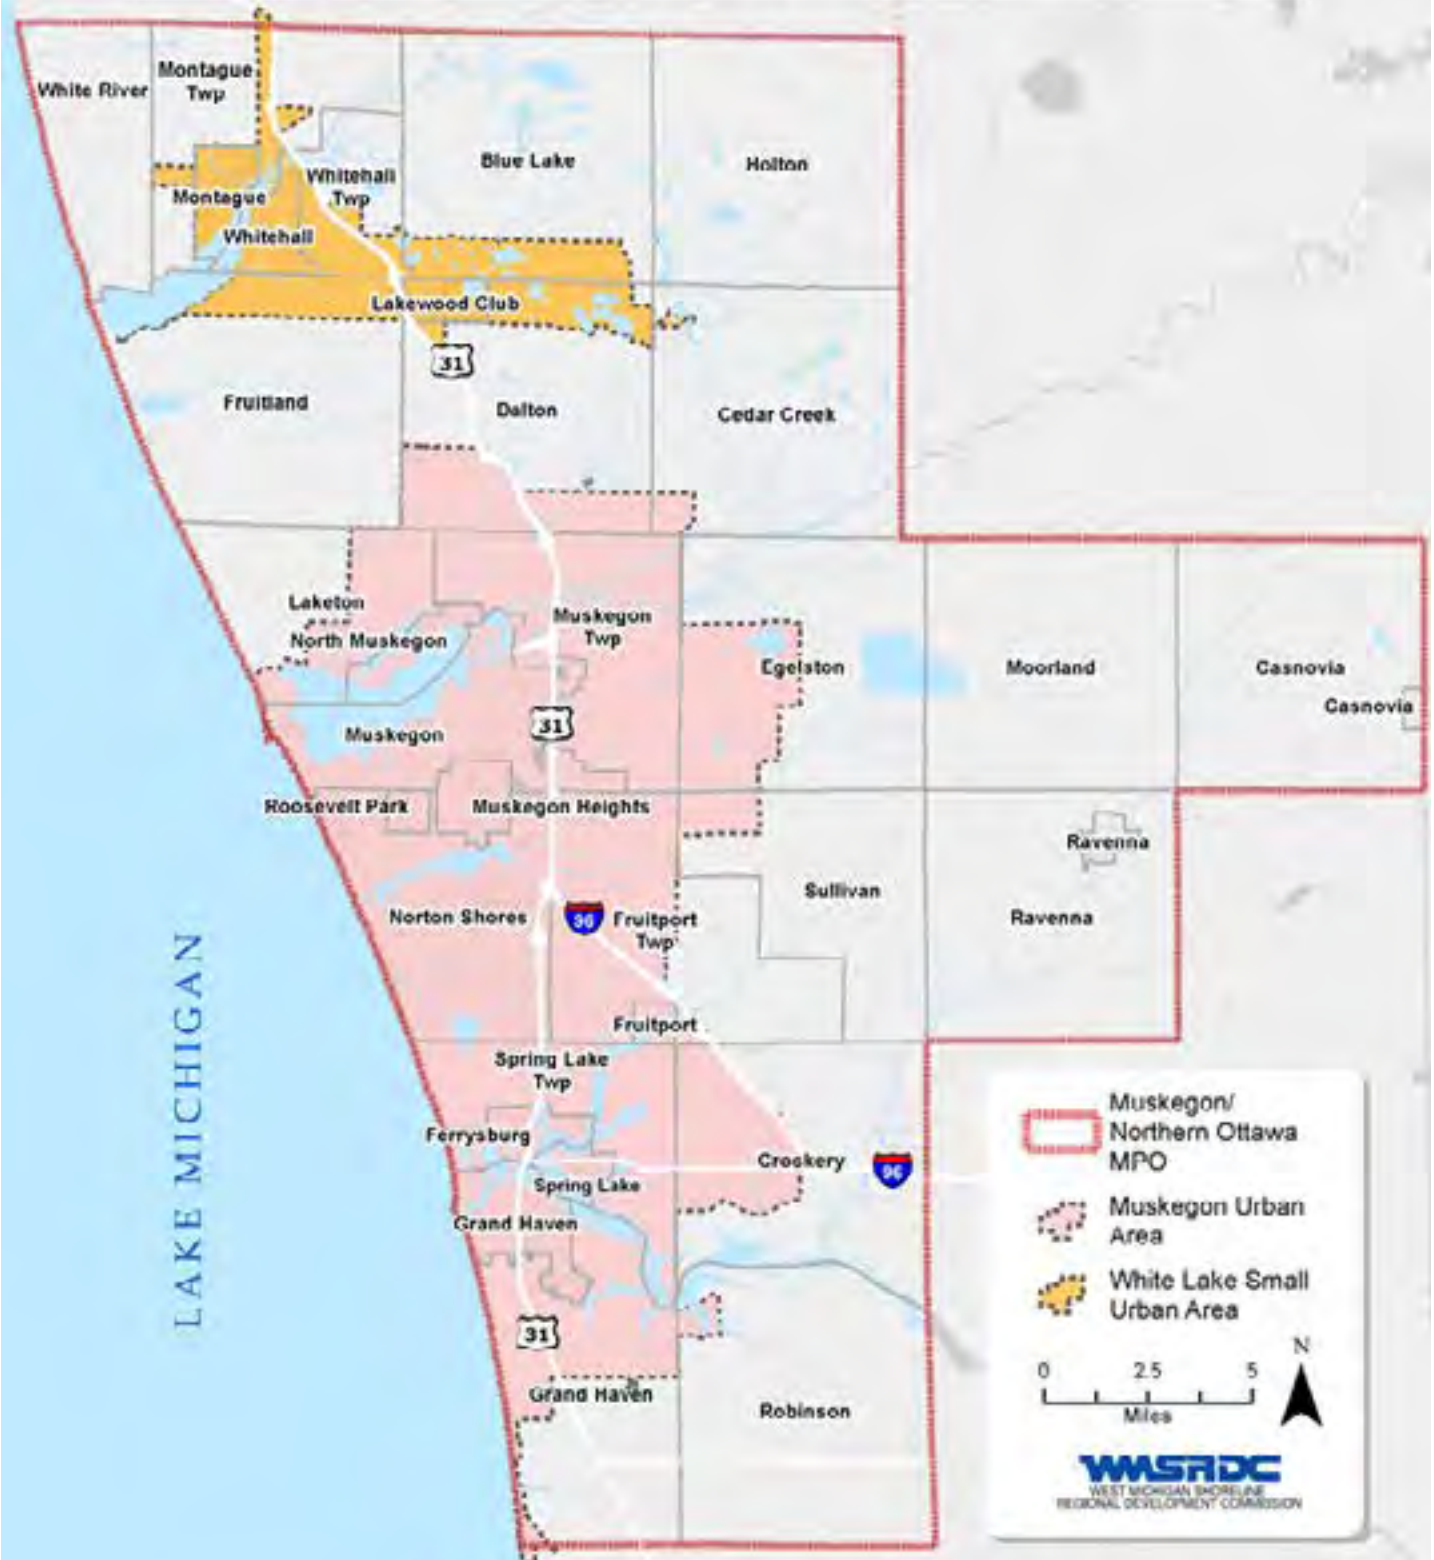 White River
Montague
Twp
Blue Lake
Holton
Whitehall
Twp
Montague
Whitehall
Lakewood Club
31
Fruitland
Dalton
Cedar Creek
Laketon
North Muskegon
Muskegon
Twp
Egelston
Moorland
Casnovia
Casnovia
31
Muskegon
Roosevelt Park
Muskegon Heights
Ravenna
Sullivan
Norton Shores
96
Fruitport
Twp
Ravenna
Fruitport
LAKE MICHIGAN
Spring Lake
Twp
Ferrysburg
Crockery
96
Spring Lake
Grand Haven
31
Grand Haven
Robinson
Muskegon/
Northern Ottawa
MPO
Muskegon Urban
Area
White Lake Small
Urban Area
N
0 2.5 5
Miles
WMSRDC
WEST MICHIGAN SHORELINE
REGIONAL DEVELOPMENT COMMISSION